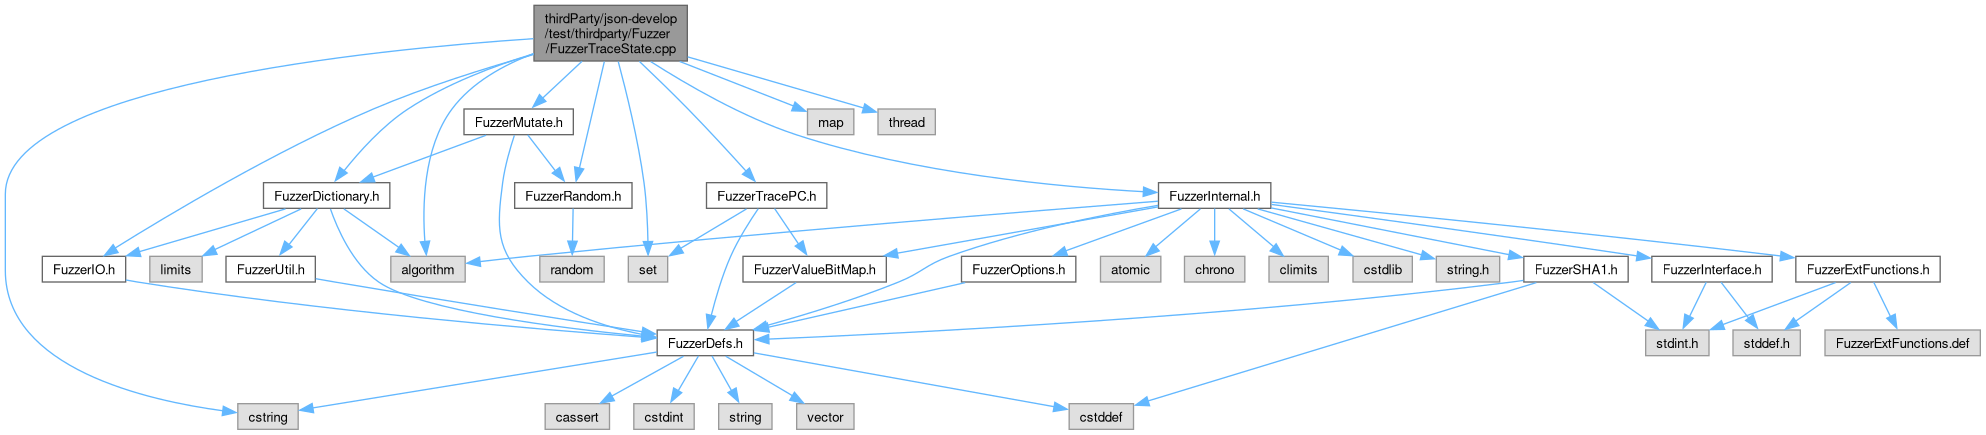 thirdParty/json-develop
/test/thirdparty/Fuzzer
/FuzzerTraceState.cpp
FuzzerMutate.h
map
thread
FuzzerDictionary.h
FuzzerRandom.h
FuzzerTracePC.h
FuzzerInternal.h
FuzzerIO.h
limits
FuzzerUtil.h
algorithm
random
set
FuzzerValueBitMap.h
FuzzerOptions.h
atomic
chrono
climits
cstdlib
string.h
FuzzerSHA1.h
FuzzerInterface.h
FuzzerExtFunctions.h
FuzzerDefs.h
stdint.h
stddef.h
FuzzerExtFunctions.def
cstring
cassert
cstdint
string
vector
cstddef